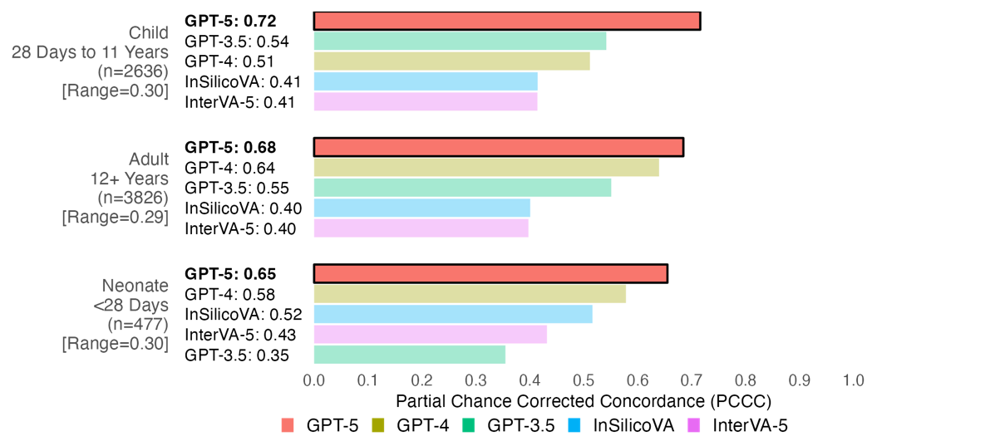 Child
28 Days to 11 Years
(n=2636)
[Range=0.30]
GPT-5: 0.72
GPT-3.5: 0.54
GPT-4: 0.51
InSilicoVA: 0.41
InterVA-5: 0.41
Adult
12+ Years
(n=3826)
[Range=0.29]
GPT-5: 0.68
GPT-4: 0.64
GPT-3.5: 0.55
InSilicoVA: 0.40
InterVA-5: 0.40
Neonate
<28 Days
(n=477)
[Range=0.30]
GPT-5: 0.65
GPT-4: 0.58
InSilicoVA: 0.52
InterVA-5: 0.43
GPT-3.5: 0.35
0.0 0.1 0.2 0.3 0.4 0.5 0.6 0.7 0.8 0.9 1.0
Partial Chance Corrected Concordance (PCCC)
GPT-5 GPT-4 GPT-3.5 InSilicoVA InterVA-5